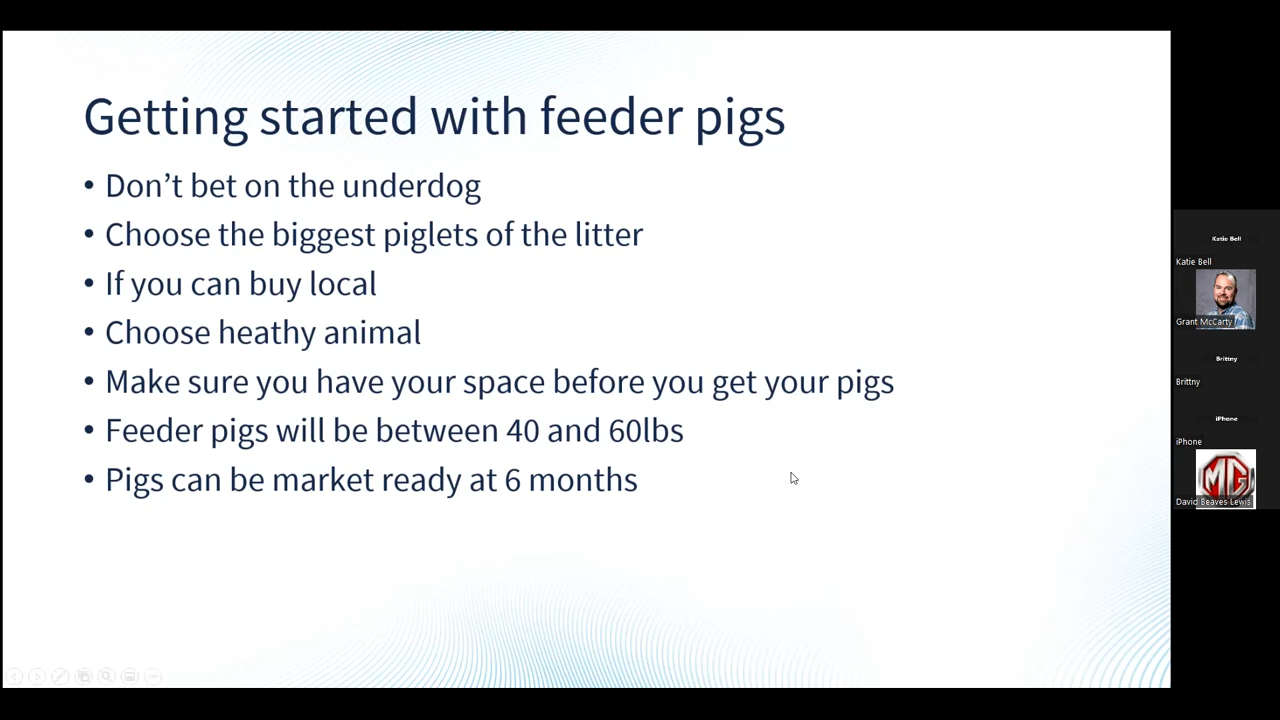 Getting started with feeder pigs
• Don’t bet on the underdog
• Choose the biggest piglets of the litter
• If you can buy local
• Choose heathy animal
• Make sure you have your space before you get your pigs
• Feeder pigs will be between 40 and 60lbs
• Pigs can be market ready at 6 months
Katie Bell
Katie Bell
Grant McCarty
Brittny
Brittny
iPhone
iPhone
MG
David Beaves Lewis